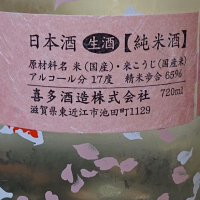 日本酒 生酒 【純米酒】
原材料名 米(国産)・米こうじ(国産米)
アルコール分 17度 精米歩合 65%
喜多酒造株式会社 720ml
滋賀県東近江市池田町1129